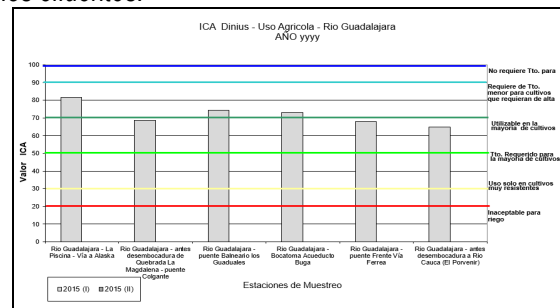 los efluentes.
ICA Dinius - Uso Agricola - Rio Guadalajara
AÑO yyyy
Valor ICA
100
90
80
70
60
50
40
30
20
10
0
No requiere Tto. para
Requiere de Tto.
menor para cultivos
que requieran de alta
Utilizable en la
mayoría de cultivos
Tto. Requerido para
la mayoria de cultivos
Uso solo en cultivos
muy resistentes
Inaceptable para
riego
Rio Guadalajara - La
Piscina - Vía a Alaska
Rio Guadalajara - antes
desembocadura de
Quebrada La
Magdalena - puente
Colgante
Rio Guadalajara -
puente Balneario los
Guaduales
Rio Guadalajara -
Bocatoma Acueducto
Buga
Rio Guadalajara -
puente Frente Vía
Ferrea
Rio Guadalajara - antes
desembocadura a Rio
Cauca (El Porvenir)
Estaciones de Muestreo
2015 (I) 2015 (II)